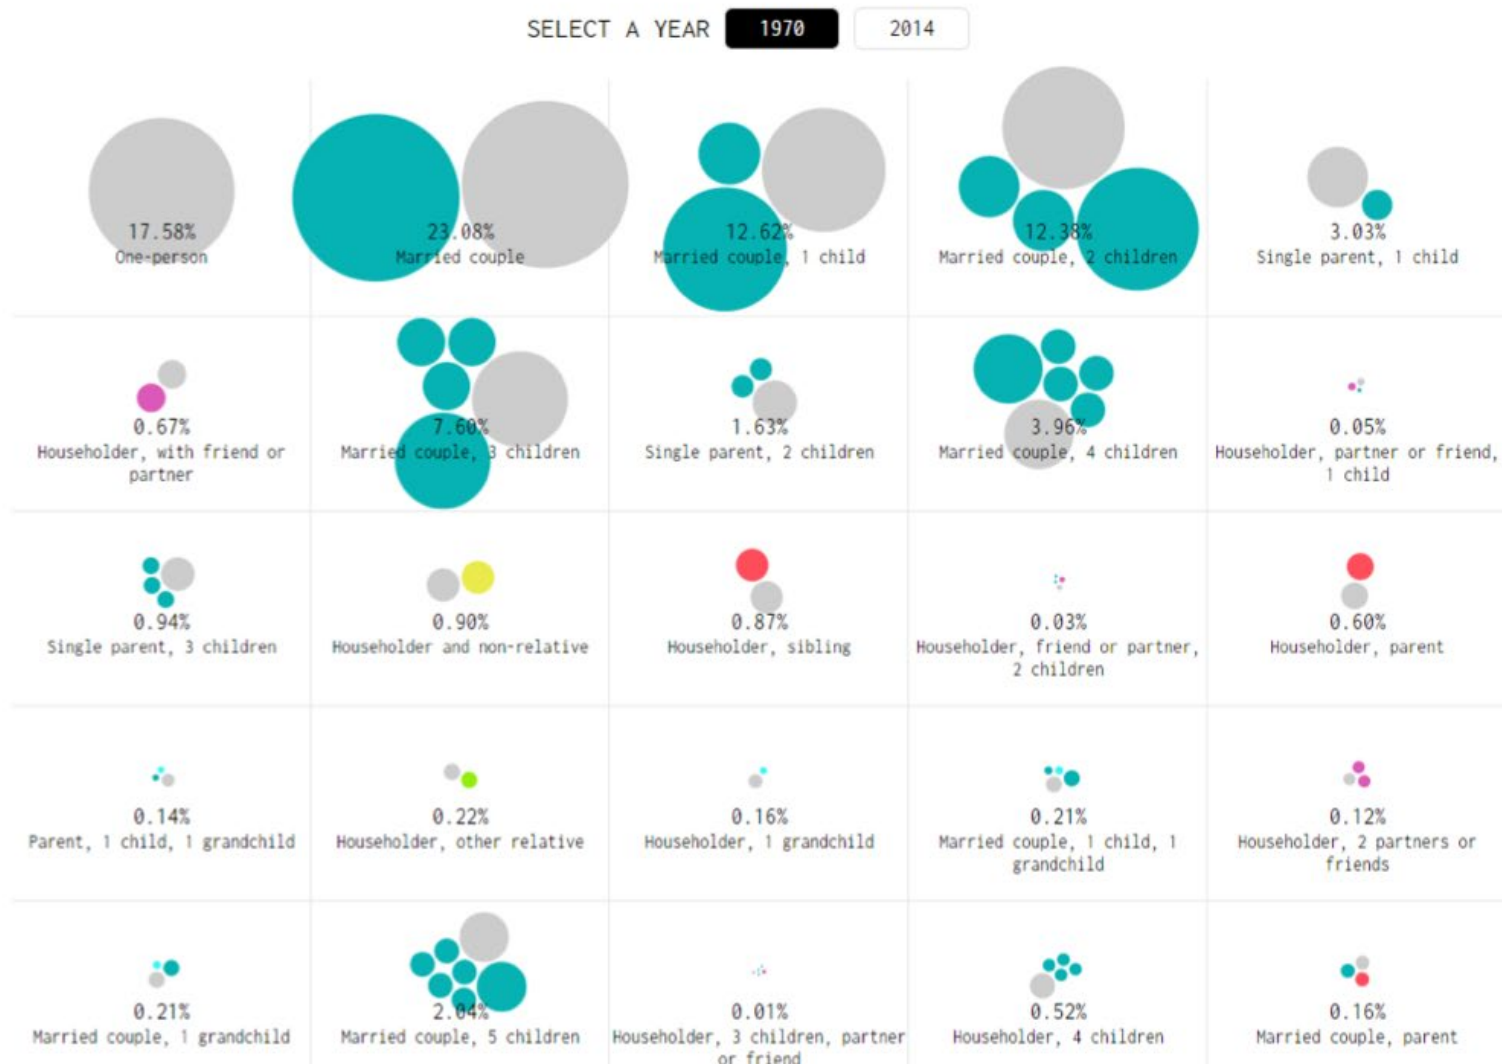 SELECT A YEAR 1970 2014
17.58%
One-person
23.08%
Married couple
12.62%
Married couple, 1 child
12.38%
Married couple, 2 children
3.03%
Single parent, 1 child
0.67%
Householder, with friend or
partner
7.60%
Married couple, 3 children
1.63%
Single parent, 2 children
3.96%
Married couple, 4 children
0.05%
Householder, partner or friend,
1 child
0.94%
Single parent, 3 children
0.90%
Householder and non-relative
0.87%
Householder, sibling
0.03%
Householder, friend or partner,
2 children
0.60%
Householder, parent
0.14%
Parent, 1 child, 1 grandchild
0.22%
Householder, other relative
0.16%
Householder, 1 grandchild
0.21%
Married couple, 1 child, 1
grandchild
0.12%
Householder, 2 partners or
friends
0.21%
Married couple, 1 grandchild
2.04%
Married couple, 5 children
0.01%
Householder, 3 children, partner
or friend
0.52%
Householder, 4 children
0.16%
Married couple, parent